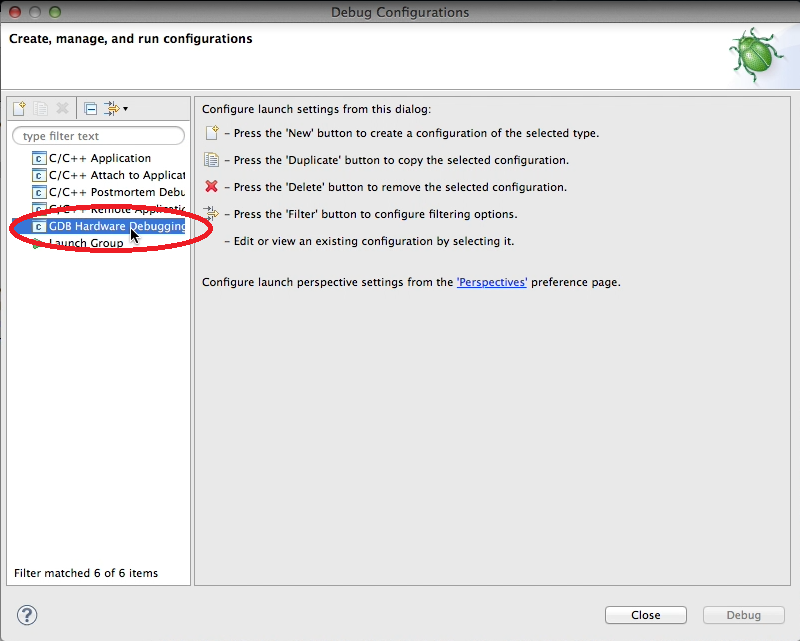 Debug Configurations
Create, manage, and run configurations
type filter text
C/C++ Application
C/C++ Attach to Applicat
C/C++ Postmortem Debu
C/C++ Remote Applicatio
GDB Hardware Debugging
Launch Group
Filter matched 6 of 6 items
Configure launch settings from this dialog:
– Press the 'New' button to create a configuration of the selected type.
– Press the 'Duplicate' button to copy the selected configuration.
– Press the 'Delete' button to remove the selected configuration.
– Press the 'Filter' button to configure filtering options.
– Edit or view an existing configuration by selecting it.
Configure launch perspective settings from the 'Perspectives' preference page.
?
Close
Debug